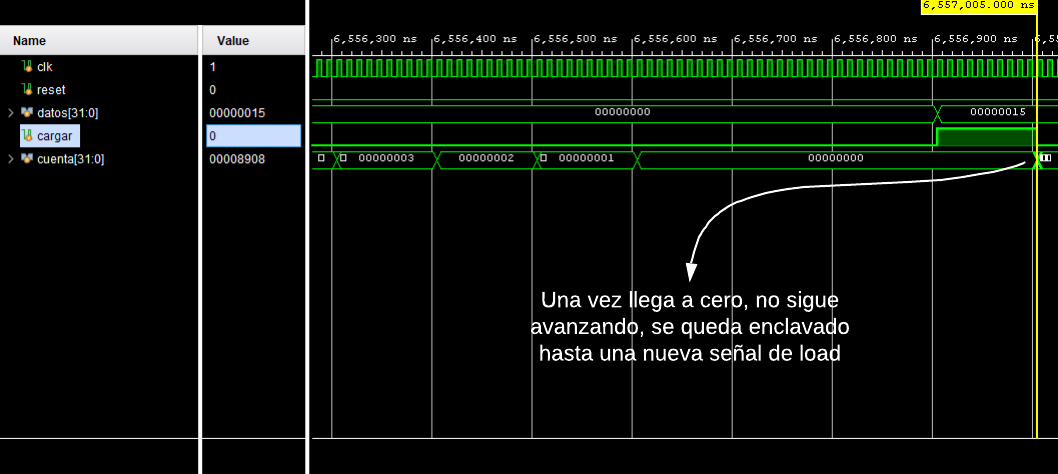 6,557,005.000 ns
Name
Value
6,556,300 ns
6,556,400 ns
6,556,500 ns
6,556,600 ns
6,556,700 ns
6,556,800 ns
6,556,900 ns
clk
1
reset
0
datos[31:0]
00000015
00000000
00000015
cargar
0
cuenta[31:0]
00008908
00000003
00000002
00000001
00000000
Una vez llega a cero, no sigue
avanzando, se queda enclavado
hasta una nueva señal de load